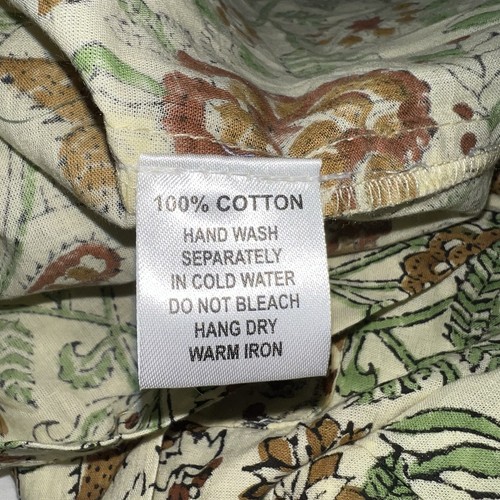 100% COTTON
HAND WASH
SEPARATELY
IN COLD WATER
DO NOT BLEACH
HANG DRY
WARM IRON